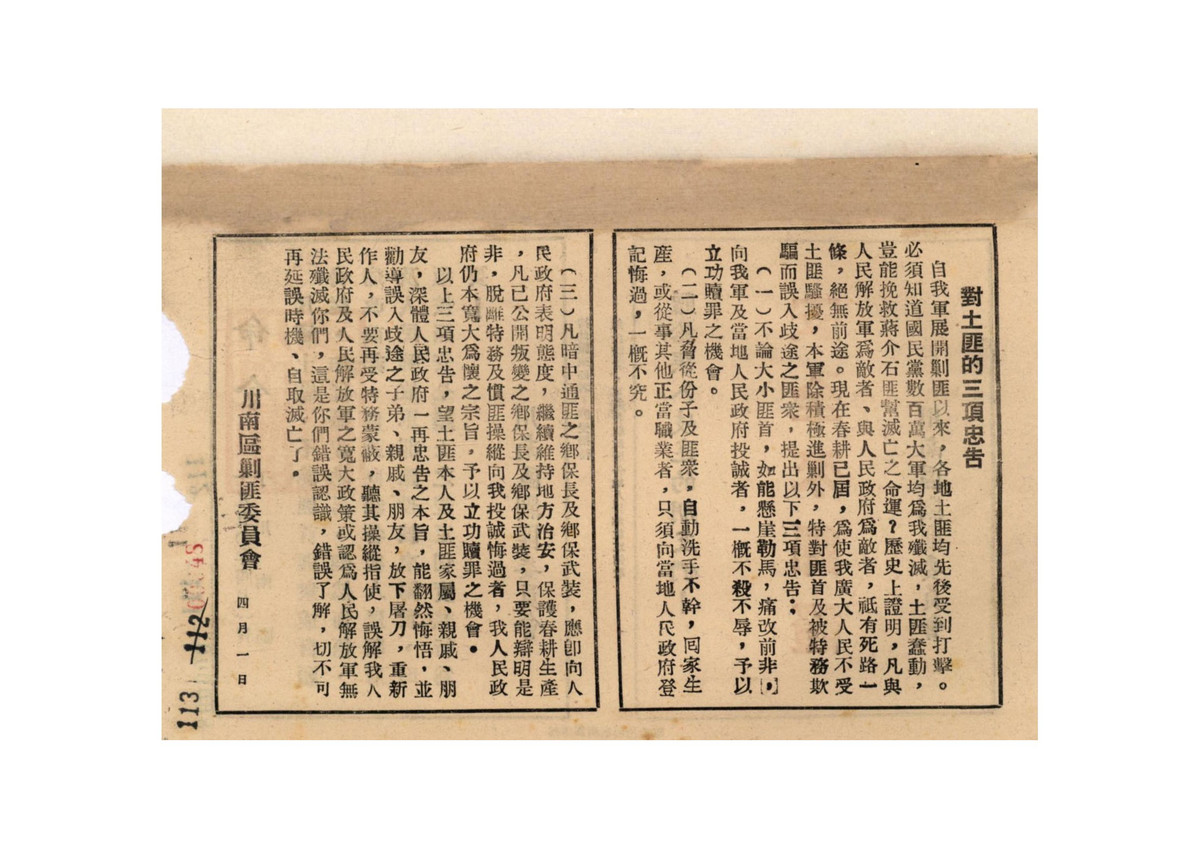 對土匪的三項忠告
自我軍展開剿匪以來，各地土匪均先後受到打擊。
必須知道國民黨數百萬大軍均爲我殲滅，土匪蠢動，
豈能挽救蔣介石匪幫滅亡之命運？歷史上證明，凡與
人民解放軍爲敵者、與人民政府爲敵者，祇有死路一
條，絕無前途。現在春耕已屆，爲使我廣大人民不受
土匪騷擾，本軍除積極進剿外，特對匪首及被特務欺
騙而誤入歧途之匪衆，提出以下三項忠告：
（一）不論大小匪首，如能懸崖勒馬，痛改前非，
向我軍及當地人民政府投誠者，一概不殺不辱，予以
立功贖罪之機會。
（二）凡脅從份子及匪衆，自動洗手不幹，回家生
産，或從事其他正當職業者，只須向當地人民政府登
記悔過，一概不究。
（三）凡暗中通匪之鄉保長及鄉保武裝，應卽向人
民政府表明態度，繼續維持地方治安，保護春耕生產
，凡已公開叛變之鄉保長及鄉保武裝，只要能辯明是
非，脫離特務及慣匪操縱向我投誠悔過者，我人民政
府仍本寬大爲懷之宗旨，予以立功贖罪之機會。
以上三項忠告，望土匪本人及土匪家屬、親戚、朋
友，深體人民政府一再忠告之本旨，能翻然悔悟，並
勸導誤入歧途之子弟、親戚、朋友，放下屠刀，重新
作人，不要再受特務蒙蔽，聽其操縱指使，誤解我人
民政府及人民解放軍之寬大政策或認爲人民解放軍無
法殲滅你們，這是你們錯誤認識，錯誤了解，切不可
再延誤時機、自取滅亡了。
川南區剿匪委員會
四月一日
112
113